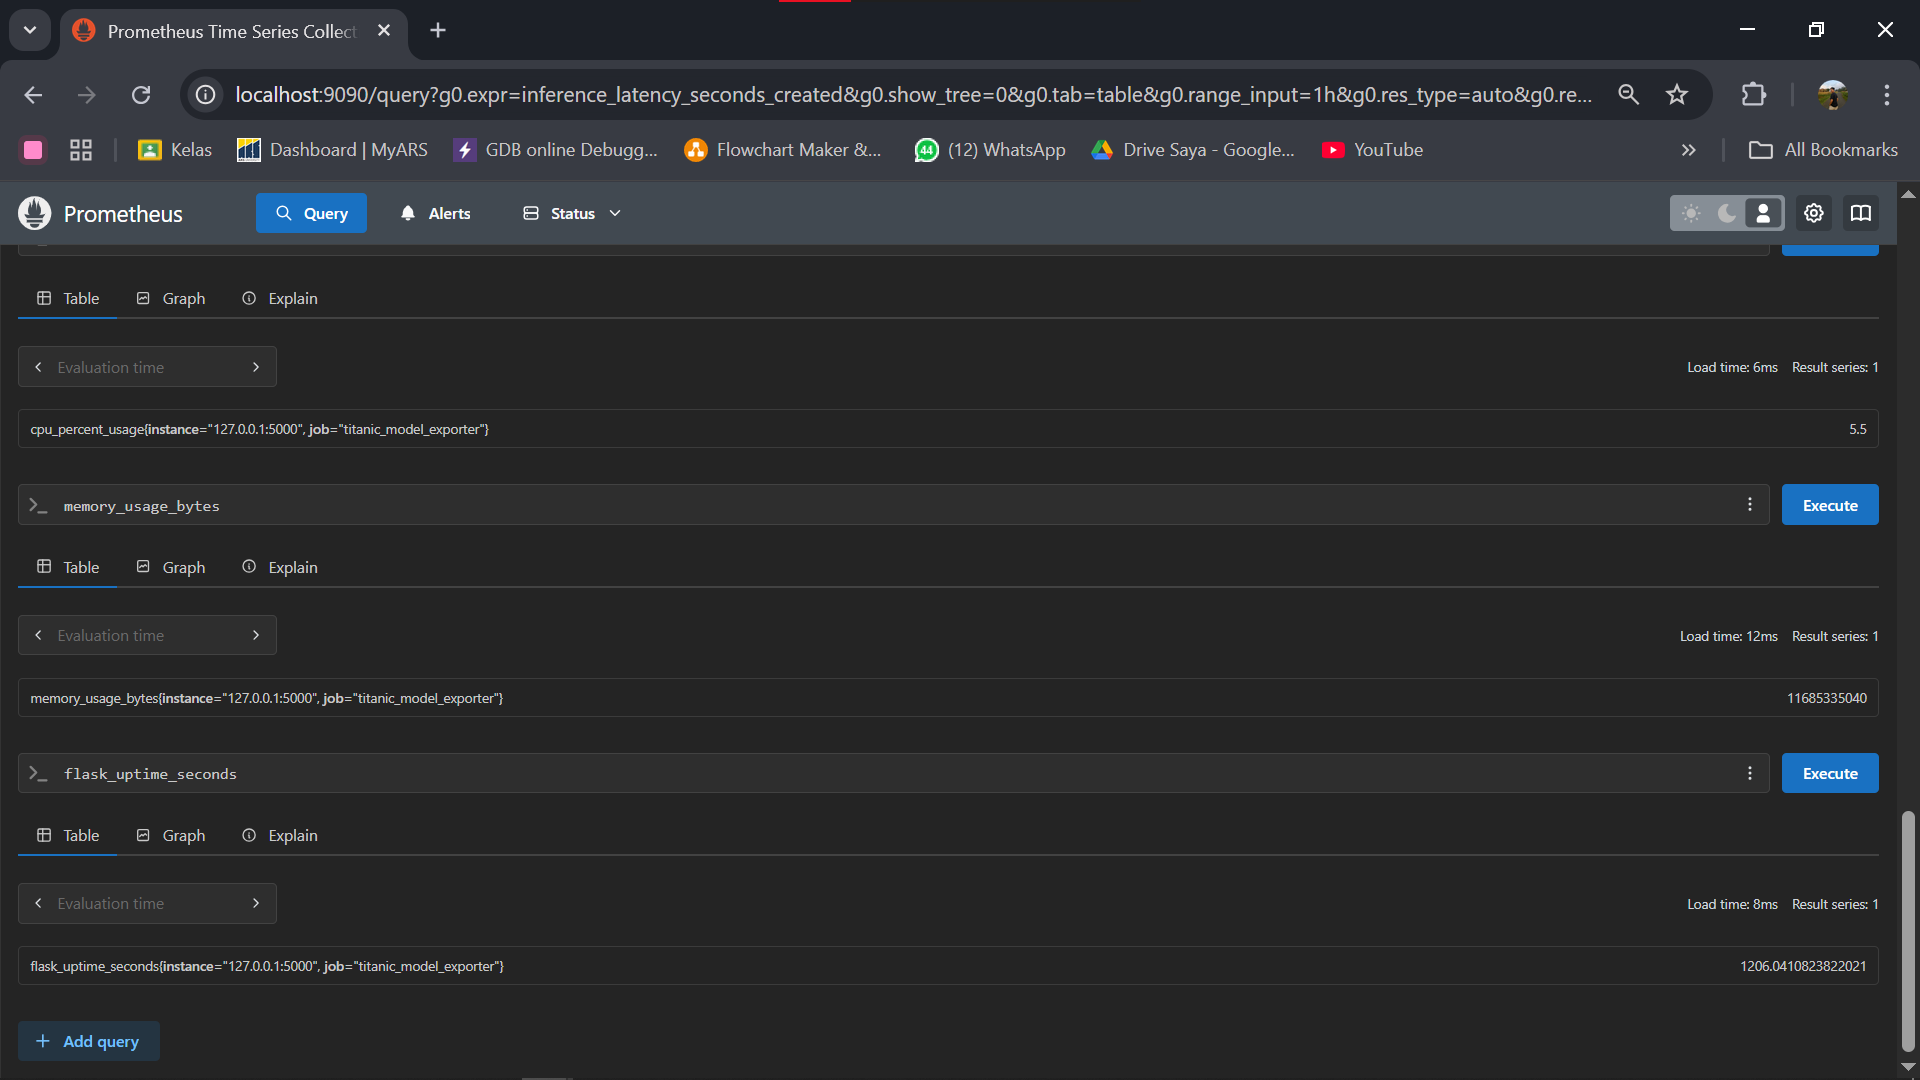 Prometheus Time Series Collect
localhost:9090/query?g0.expr=inference_latency_seconds_created&g0.show_tree=0&g0.tab=table&g0.range_input=1h&g0.res_type=auto&g0.re...
Kelas
Dashboard | MyARS
GDB online Debugg...
Flowchart Maker &...
44
(12) WhatsApp
Drive Saya - Google...
YouTube
All Bookmarks
Prometheus
Query
Alerts
Status
Table Graph Explain
Evaluation time
Load time: 6ms Result series: 1
cpu_percent_usage{instance="127.0.0.1:5000", job="titanic_model_exporter"} 5.5
memory_usage_bytes
Execute
Table Graph Explain
Evaluation time
Load time: 12ms Result series: 1
memory_usage_bytes{instance="127.0.0.1:5000", job="titanic_model_exporter"} 11685335040
flask_uptime_seconds
Execute
Table Graph Explain
Evaluation time
Load time: 8ms Result series: 1
flask_uptime_seconds{instance="127.0.0.1:5000", job="titanic_model_exporter"} 1206.0410823822021
Add query